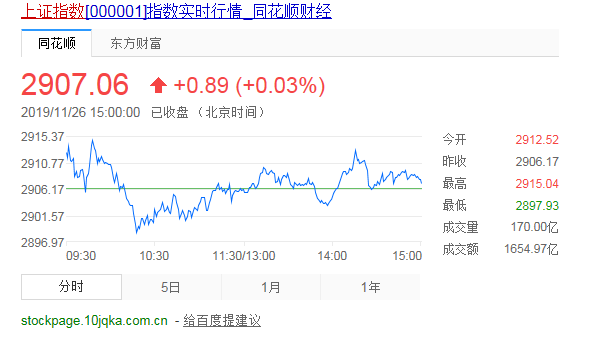 上证指数[000001]指数实时行情_同花顺财经
同花顺 东方财富
2907.06 +0.89 (+0.03%)
2019/11/26 15:00:00 已收盘 （北京时间）
2915.37
2910.77
2906.17
2901.57
2896.97
09:30 10:30 11:30/13:00 14:00 15:00
今开 2912.52
昨收 2906.17
最高 2915.04
最低 2897.93
成交量 170.00亿
成交额 1654.97亿
分时 5日 1月 1年
stockpage.10jqka.com.cn - 给百度提建议